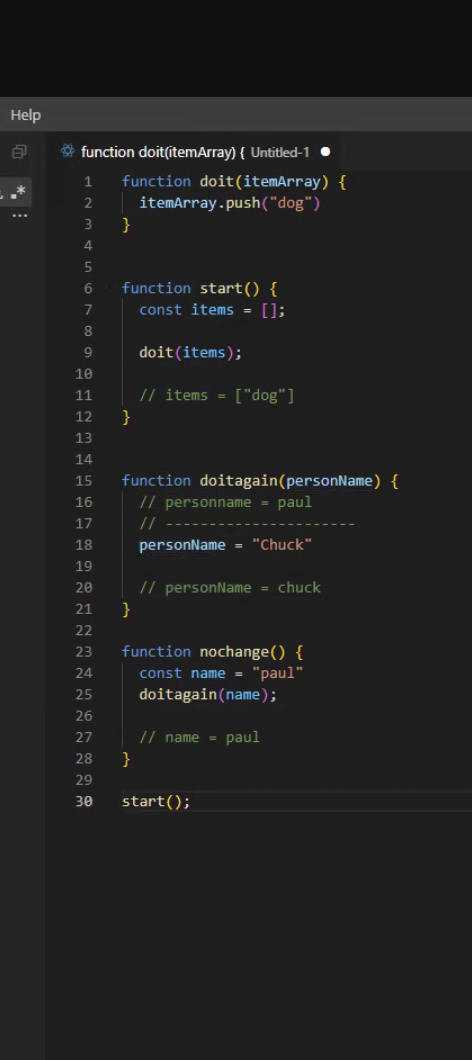 Help
function doit(itemArray) { Untitled-1
.*
...
1 function doit(itemArray) {
2 itemArray.push("dog")
3 }
4
5
6 function start() {
7 const items = [];
8
9 doit(items);
10
11 // items = ["dog"]
12 }
13
14
15 function doitagain(personName) {
16 // personname = paul
17 // ----------------------
18 personName = "Chuck"
19
20 // personName = chuck
21 }
22
23 function nochange() {
24 const name = "paul"
25 doitagain(name);
26
27 // name = paul
28 }
29
30 start();